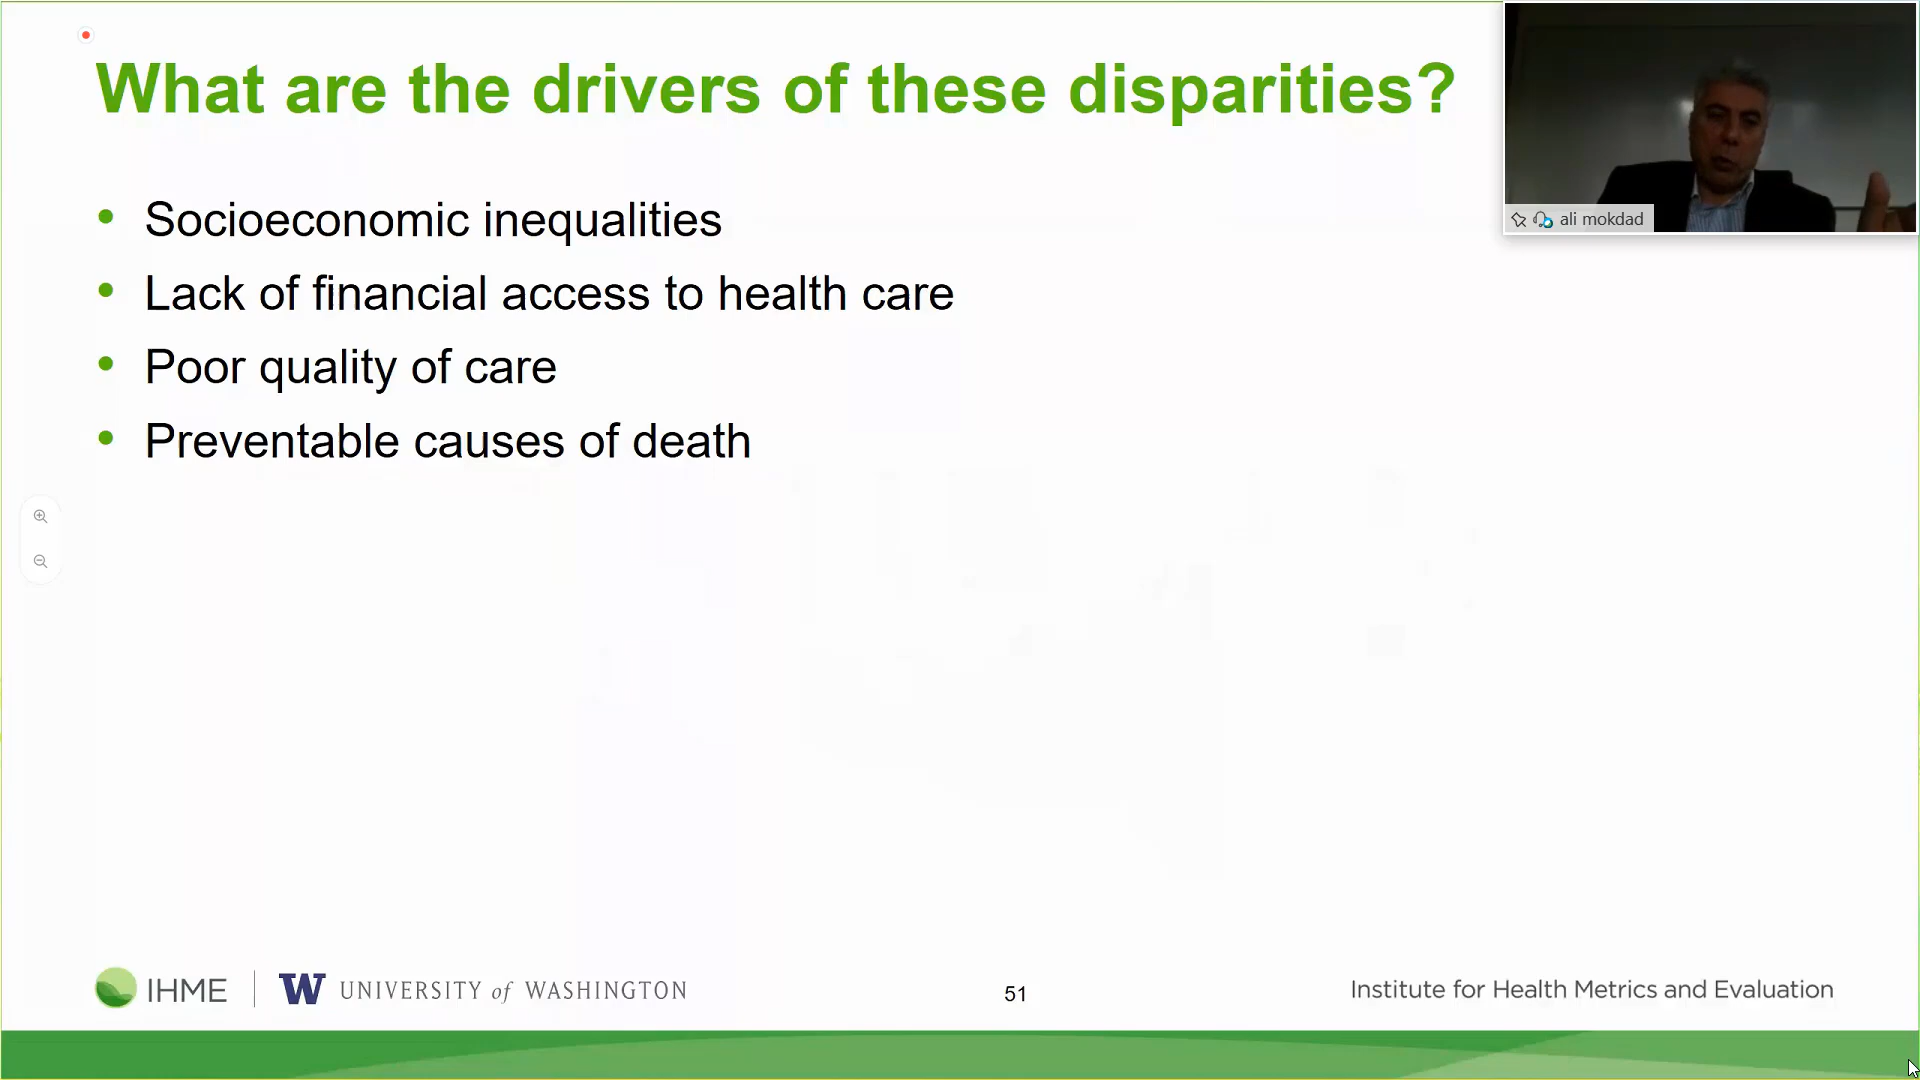 What are the drivers of these disparities?
ali mokdad
• Socioeconomic inequalities
• Lack of financial access to health care
• Poor quality of care
• Preventable causes of death
IHME W UNIVERSITY of WASHINGTON 51 Institute for Health Metrics and Evaluation